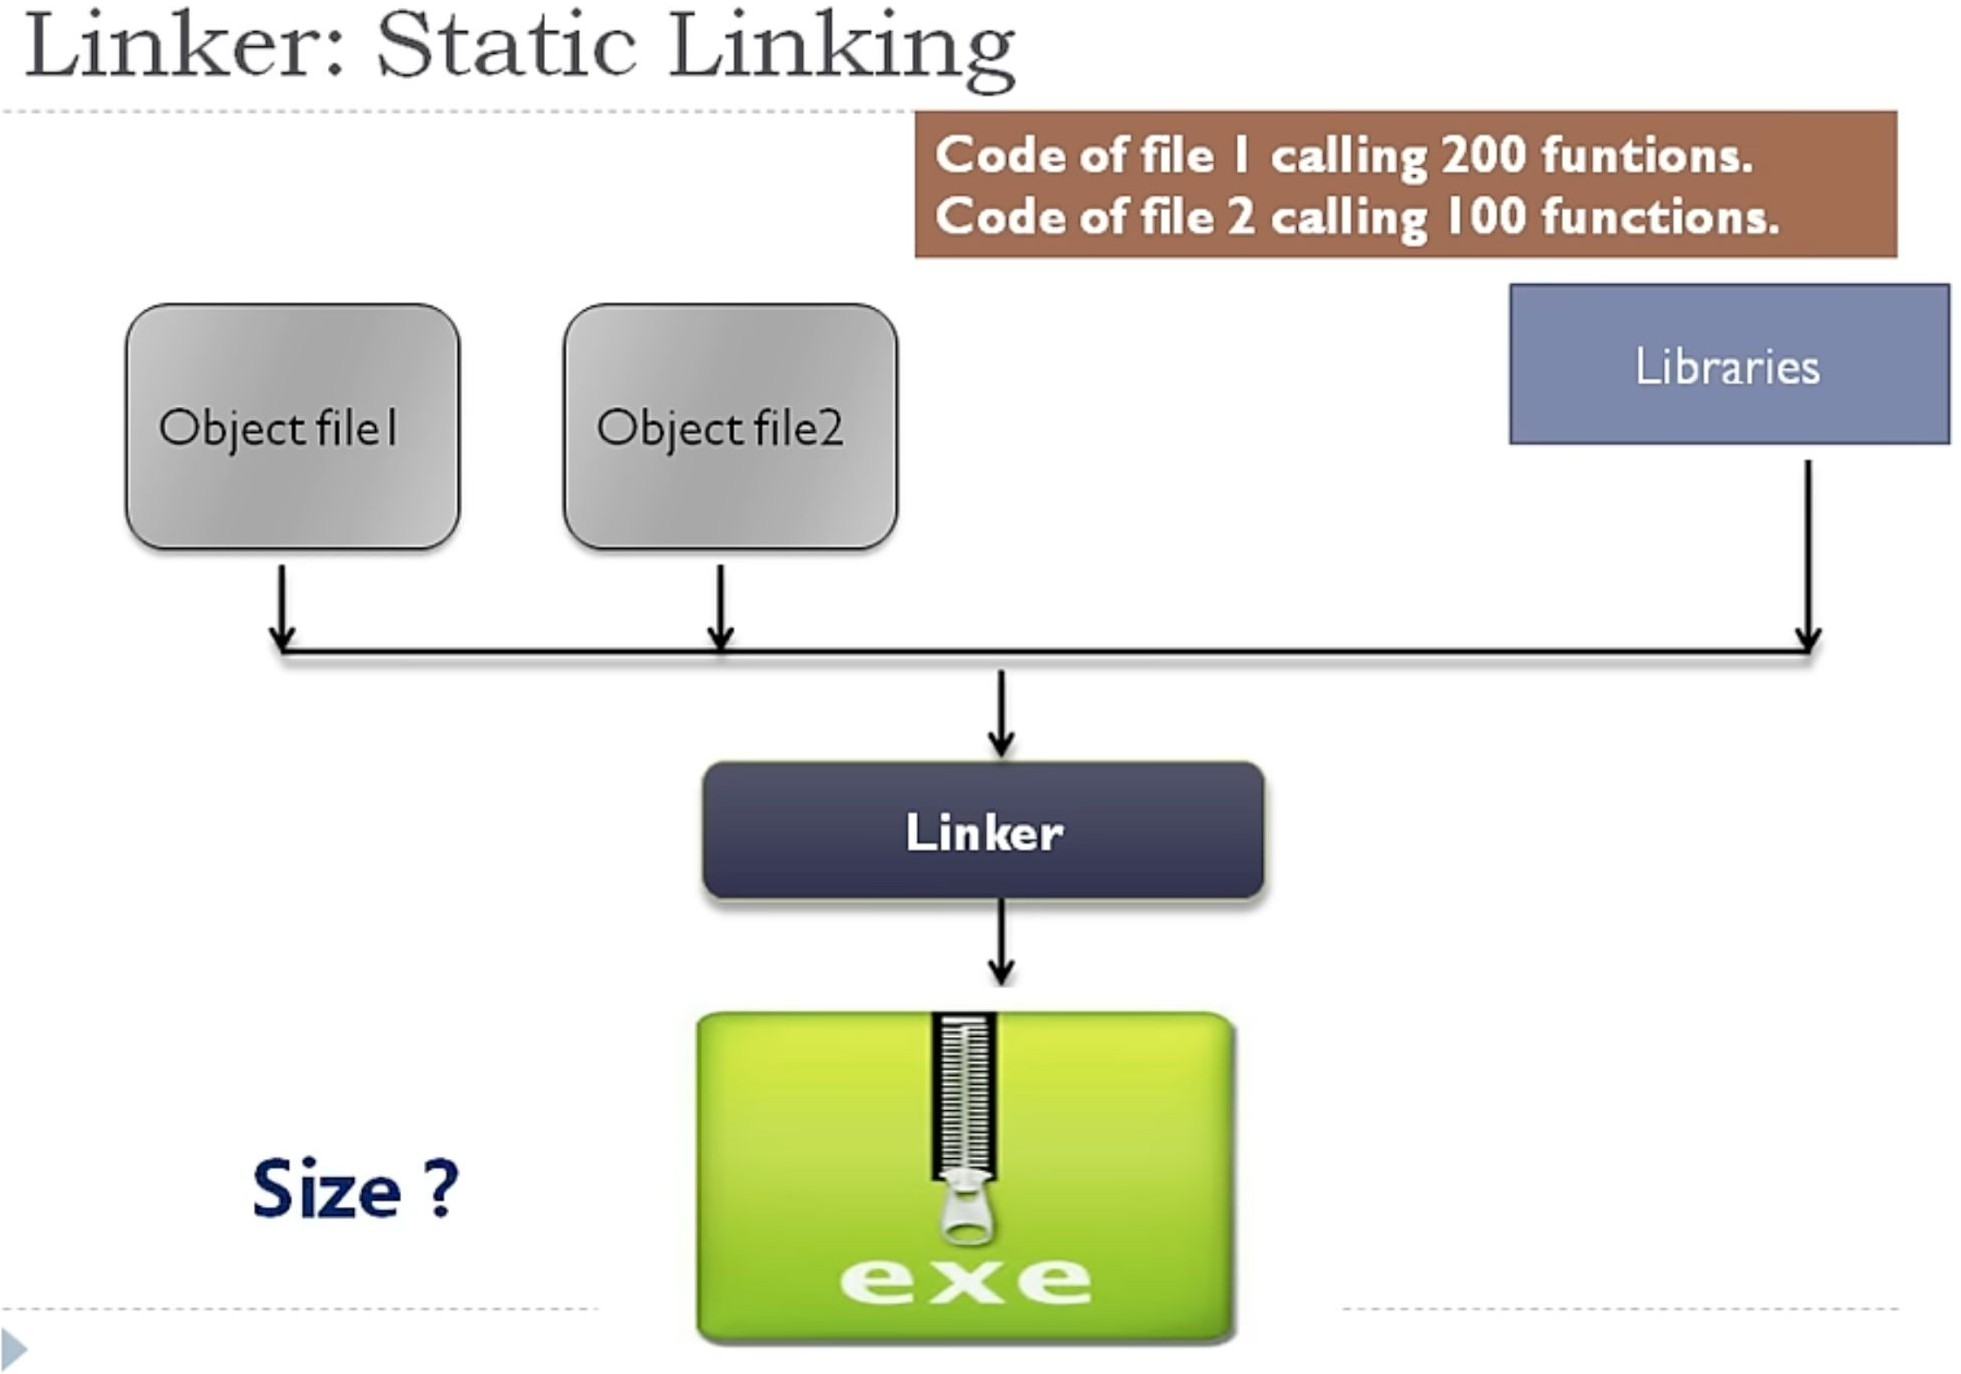 Linker: Static Linking
Code of file 1 calling 200 funtions.
Code of file 2 calling 100 functions.
Object file1
Object file2
Libraries
Linker
Size ?
exe